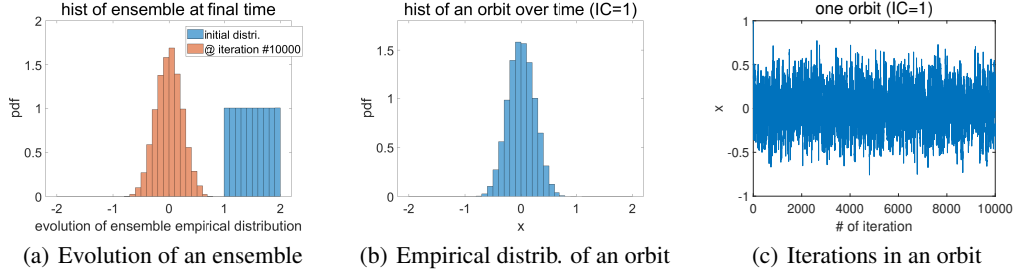 hist of ensemble at final time
initial distri.
@ iteration #10000
pdf
1.5
1
0.5
0
-2
-1
0
1
2
evolution of ensemble empirical distribution
(a) Evolution of an ensemble
hist of an orbit over time (IC=1)
pdf
1.5
1
0.5
0
-2
-1
0
1
2
x
(b) Empirical distrib. of an orbit
one orbit (IC=1)
x
1
0.5
0
-0.5
-1
0
2000
4000
6000
8000
10000
# of iteration
(c) Iterations in an orbit